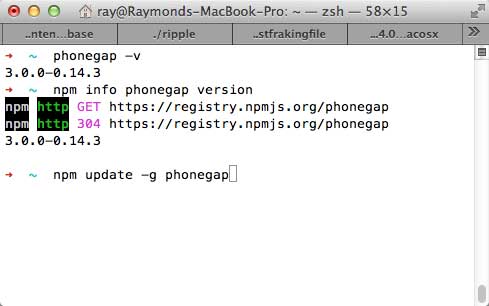 ray@Raymonds-MacBook-Pro: ~ — zsh — 58×15
..nten...base ./ripple ..stfrakingfile ...4.0...acosx »
➜ ~ phonegap -v
3.0.0-0.14.3
➜ ~ npm info phonegap version
npm http GET https://registry.npmjs.org/phonegap
npm http 304 https://registry.npmjs.org/phonegap
3.0.0-0.14.3
➜ ~ npm update -g phonegap